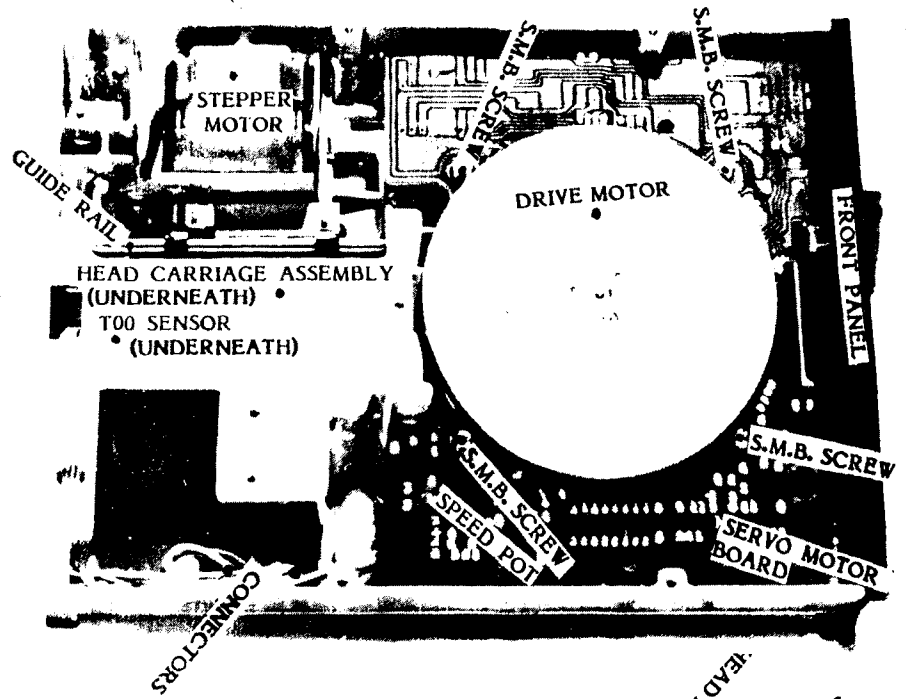 S.M.B. SCREW
S.M.B. SCREW
STEPPER
MOTOR
GUIDE RAIL
DRIVE MOTOR
FRONT PANEL
HEAD CARRIAGE ASSEMBLY
(UNDERNEATH)
T00 SENSOR
(UNDERNEATH)
S.M.B. SCREW
S.M.B. SCREW
SPEED POT
SERVO MOTOR
BOARD
CONNECTORS
HEAD